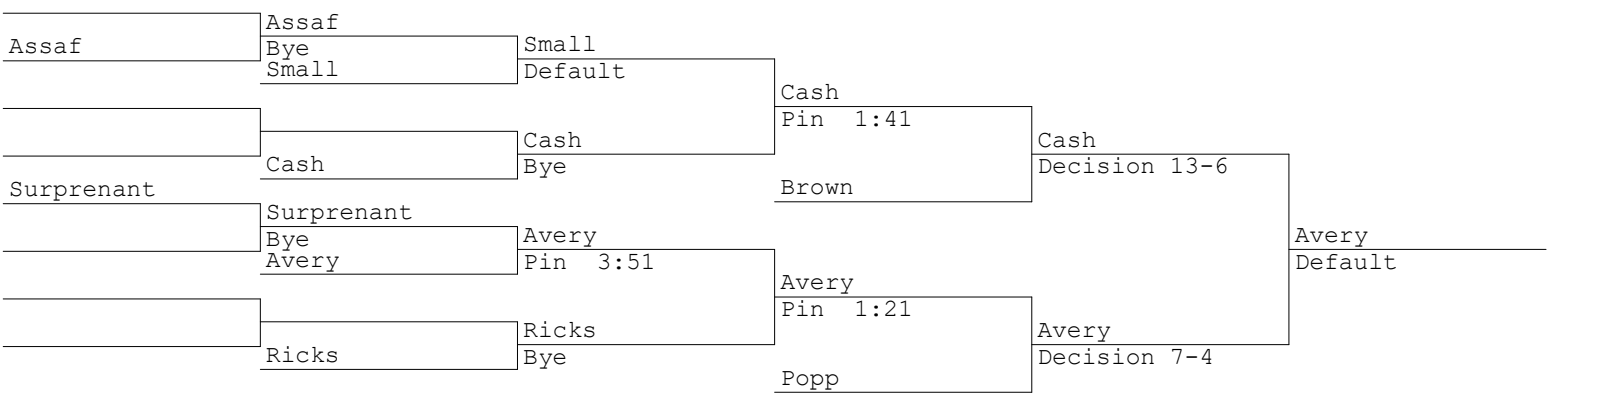 Assaf
Surprenant
Assaf
Bye
Small
Cash
Surprenant
Bye
Avery
Ricks
Small
Default
Cash
Bye
Avery
Pin  3:51
Ricks
Bye
Cash
Pin  1:41
Brown
Avery
Pin  1:21
Popp
Cash
Decision 13-6
Avery
Decision 7-4
Avery
Default